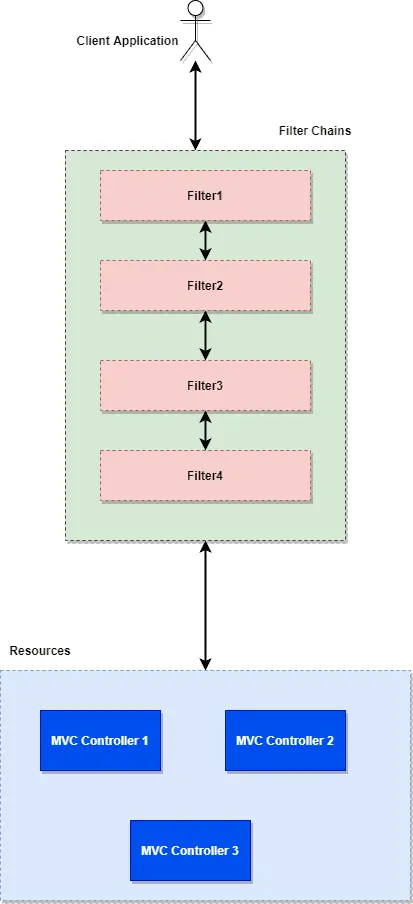 Client Application
Filter Chains
Filter1
Filter2
Filter3
Filter4
Resources
MVC Controller 1
MVC Controller 2
MVC Controller 3